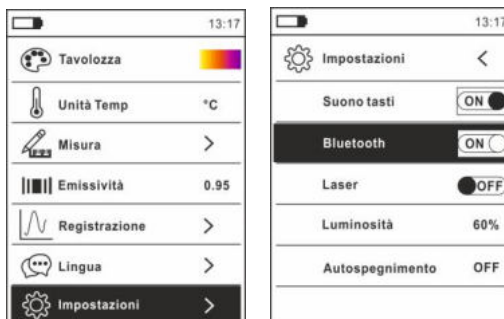 13:17
Tavolozza
Unità Temp °C
Misura >
Emissività 0.95
Registrazione >
Lingua >
Impostazioni >
13:17
Impostazioni <
Suono tasti ON
Bluetooth ON
Laser OFF
Luminosità 60%
Autospegnimento OFF